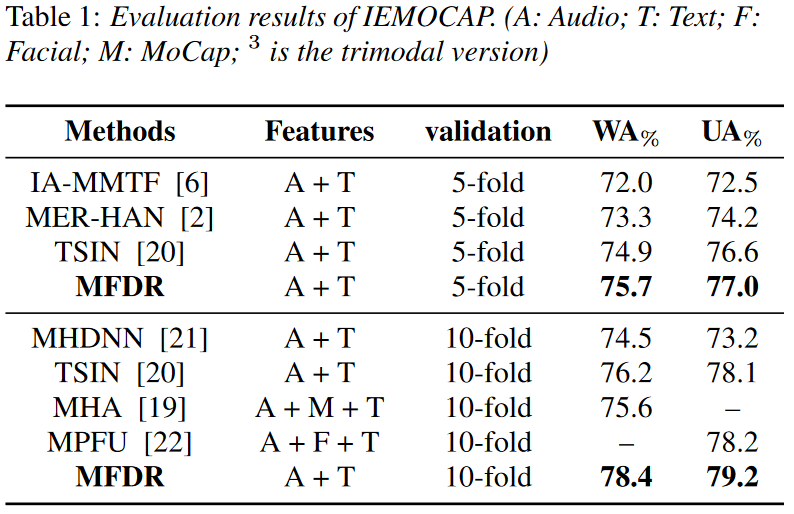 Table 1: Evaluation results of IEMOCAP. (A: Audio; T: Text; F:
Facial; M: MoCap; ³ is the trimodal version)
Methods Features validation WA% UA%
IA-MMTF [6] A + T 5-fold 72.0 72.5
MER-HAN [2] A + T 5-fold 73.3 74.2
TSIN [20] A + T 5-fold 74.9 76.6
MFDR A + T 5-fold 75.7 77.0
MHDNN [21] A + T 10-fold 74.5 73.2
TSIN [20] A + T 10-fold 76.2 78.1
MHA [19] A + M + T 10-fold 75.6 –
MPFU [22] A + F + T 10-fold – 78.2
MFDR A + T 10-fold 78.4 79.2